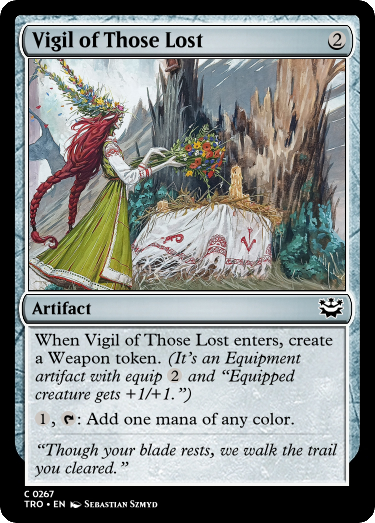 Vigil of Those Lost 2
Artifact
When Vigil of Those Lost enters, create
a Weapon token. (It's an Equipment
artifact with equip 2 and “Equipped
creature gets +1/+1.”)
1, : Add one mana of any color.
“Though your blade rests, we walk the trail
you cleared.”
C 0267
TRO • EN Sebastian Szmyd